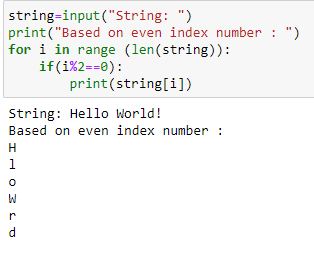 string=input("String: ")
print("Based on even index number : ")
for i in range (len(string)):
    if(i%2==0):
        print(string[i])
String: Hello World!
Based on even index number :
H
l
o
W
r
d